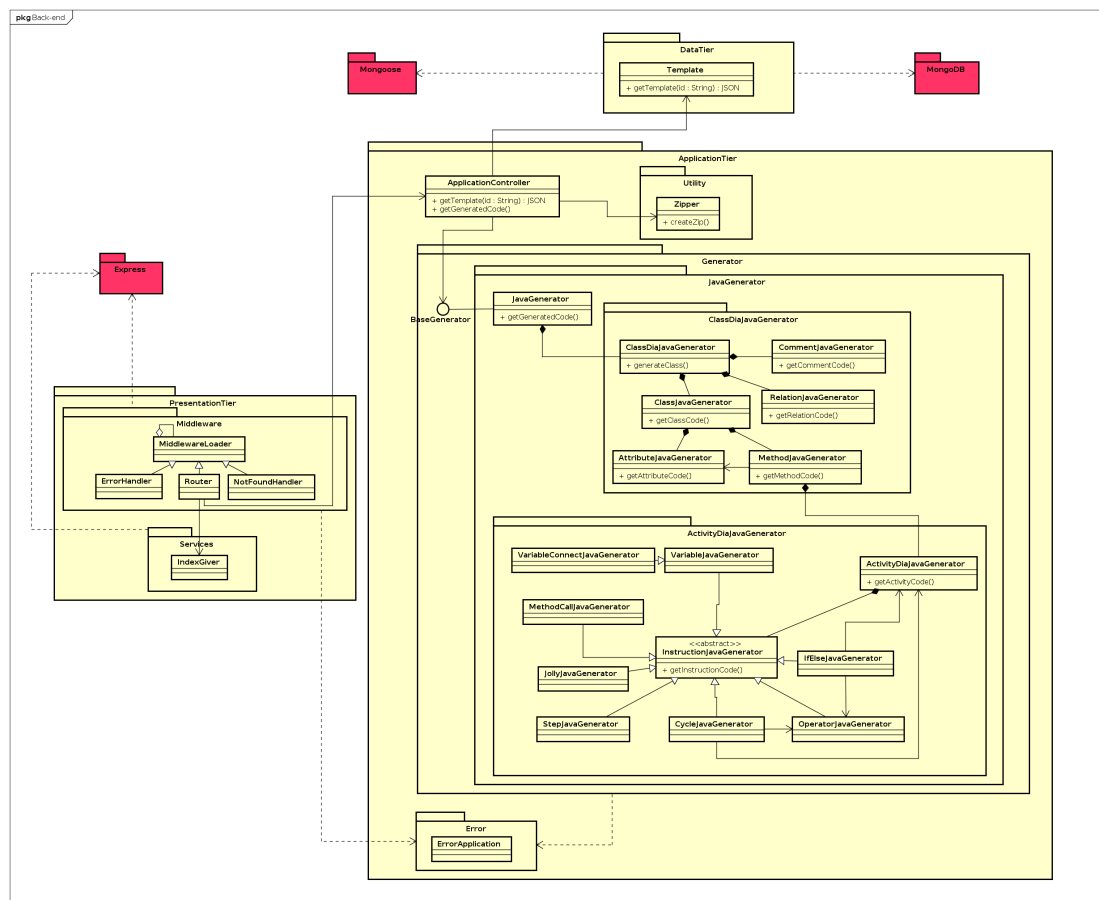 pkg Back-end
DataTier
Mongoose
MongoDB
Template
+ getTemplate(id : String) : JSON
ApplicationTier
ApplicationController
+ getTemplate(id : String) : JSON
+ getGeneratedCode()
Utility
Zipper
+ createZip()
Generator
Express
JavaGenerator
JavaGenerator
+ getGeneratedCode()
BaseGenerator
ClassDiaJavaGenerator
ClassDiaJavaGenerator
+ generateClass()
CommentJavaGenerator
+ getCommentCode()
ClassJavaGenerator
+ getClassCode()
RelationJavaGenerator
+ getRelationCode()
AttributeJavaGenerator
+ getAttributeCode()
MethodJavaGenerator
+ getMethodCode()
PresentationTier
Middleware
MiddlewareLoader
ErrorHandler
Router
NotFoundHandler
Services
IndexGiver
ActivityDiaJavaGenerator
VariableConnectJavaGenerator
VariableJavaGenerator
ActivityDiaJavaGenerator
+ getActivityCode()
MethodCallJavaGenerator
<<abstract>>
InstructionJavaGenerator
+ getInstructionCode()
IfElseJavaGenerator
JollyJavaGenerator
StepJavaGenerator
CycleJavaGenerator
OperatorJavaGenerator
Error
ErrorApplication